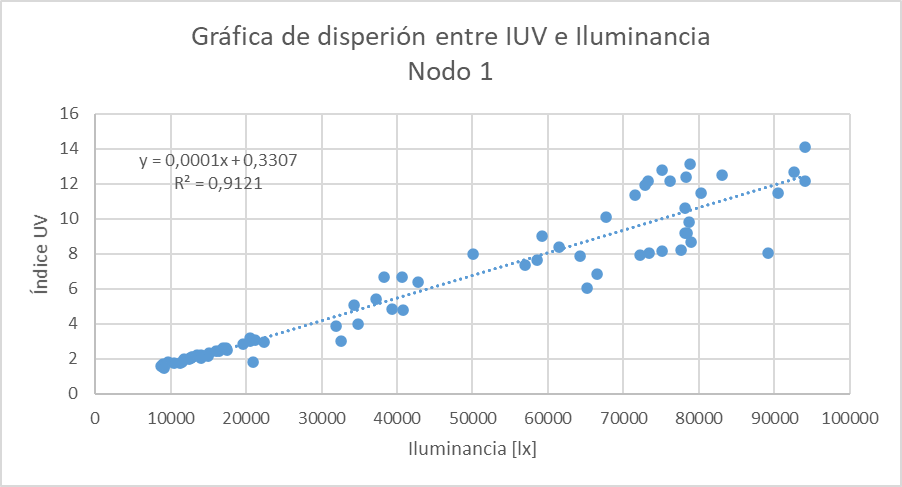 Gráfica de disperión entre IUV e Iluminancia
Nodo 1
y = 0,0001x + 0,3307
R² = 0,9121
Índice UV
16
14
12
10
8
6
4
2
0
0 10000 20000 30000 40000 50000 60000 70000 80000 90000 100000
Iluminancia [lx]